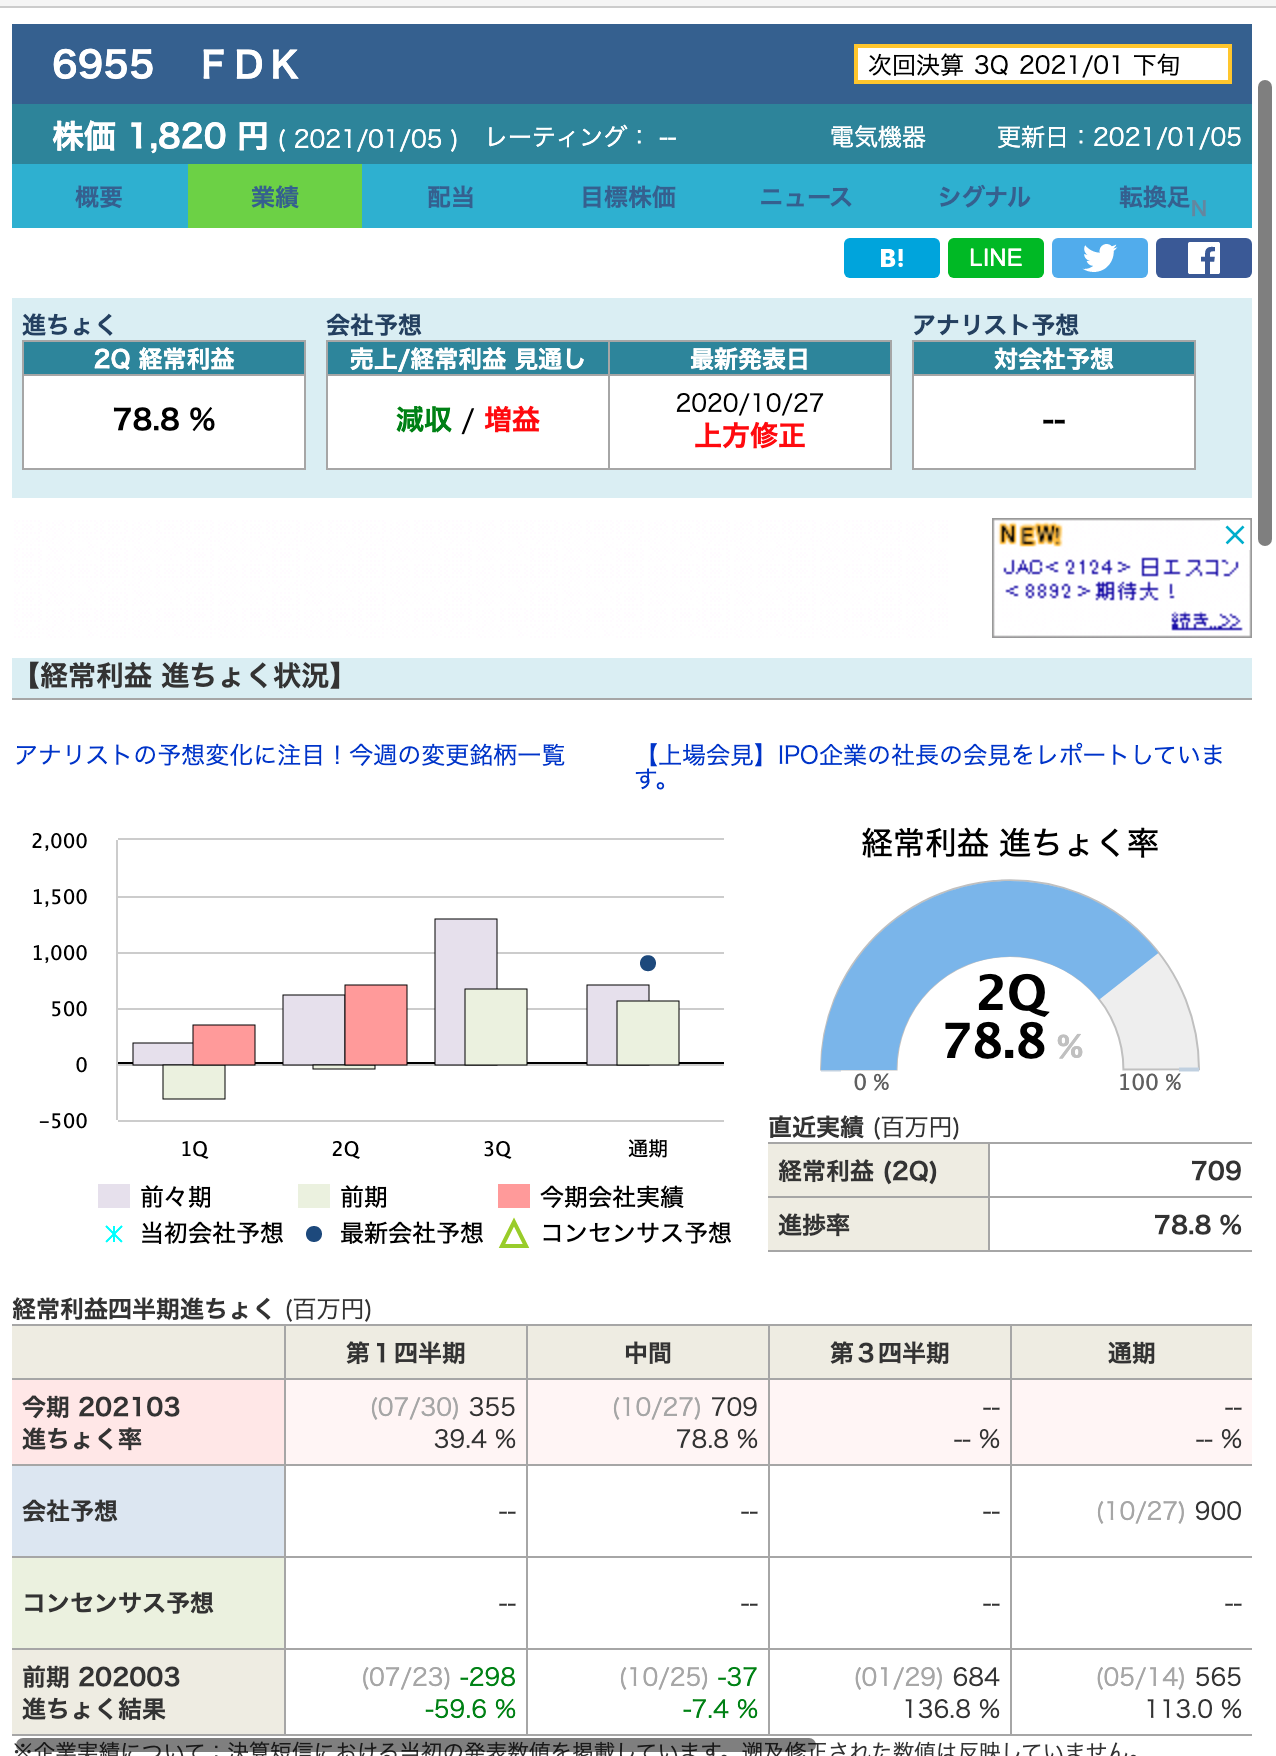 6955　ＦＤＫ
次回決算 3Q 2021/01 下旬
株価 1,820 円 ( 2021/01/05 ) レーティング： -- 電気機器 更新日：2021/01/05
概要 業績 配当 目標株価 ニュース シグナル 転換足N
B! LINE
進ちょく 会社予想 アナリスト予想
2Q 経常利益 売上/経常利益 見通し 最新発表日 対会社予想
78.8 % 減収 / 増益 2020/10/27 --
上方修正
NEW!
JAC<2124> 日エスコン
<8892>期待大！
続き..>>
【経常利益 進ちょく状況】
アナリストの予想変化に注目！今週の変更銘柄一覧
【上場会見】IPO企業の社長の会見をレポートしていま
す。
経常利益 進ちょく率
2,000
1,500
1,000
500
0
-500
1Q 2Q 3Q 通期
前々期 前期 今期会社実績
当初会社予想 最新会社予想 コンセンサス予想
2Q
78.8 %
0 % 100 %
直近実績 (百万円)
経常利益 (2Q) 709
進捗率 78.8 %
経常利益四半期進ちょく (百万円)
第１四半期 中間 第３四半期 通期
今期 202103 (07/30) 355 (10/27) 709 -- --
進ちょく率 39.4 % 78.8 % -- % -- %
会社予想 -- -- -- (10/27) 900
コンセンサス予想 -- -- -- --
前期 202003 (07/23) -298 (10/25) -37 (01/29) 684 (05/14) 565
進ちょく結果 -59.6 % -7.4 % 136.8 % 113.0 %
※企業実績について：決算短信における当初の発表数値を掲載しています。遡及修正された数値は反映していません。